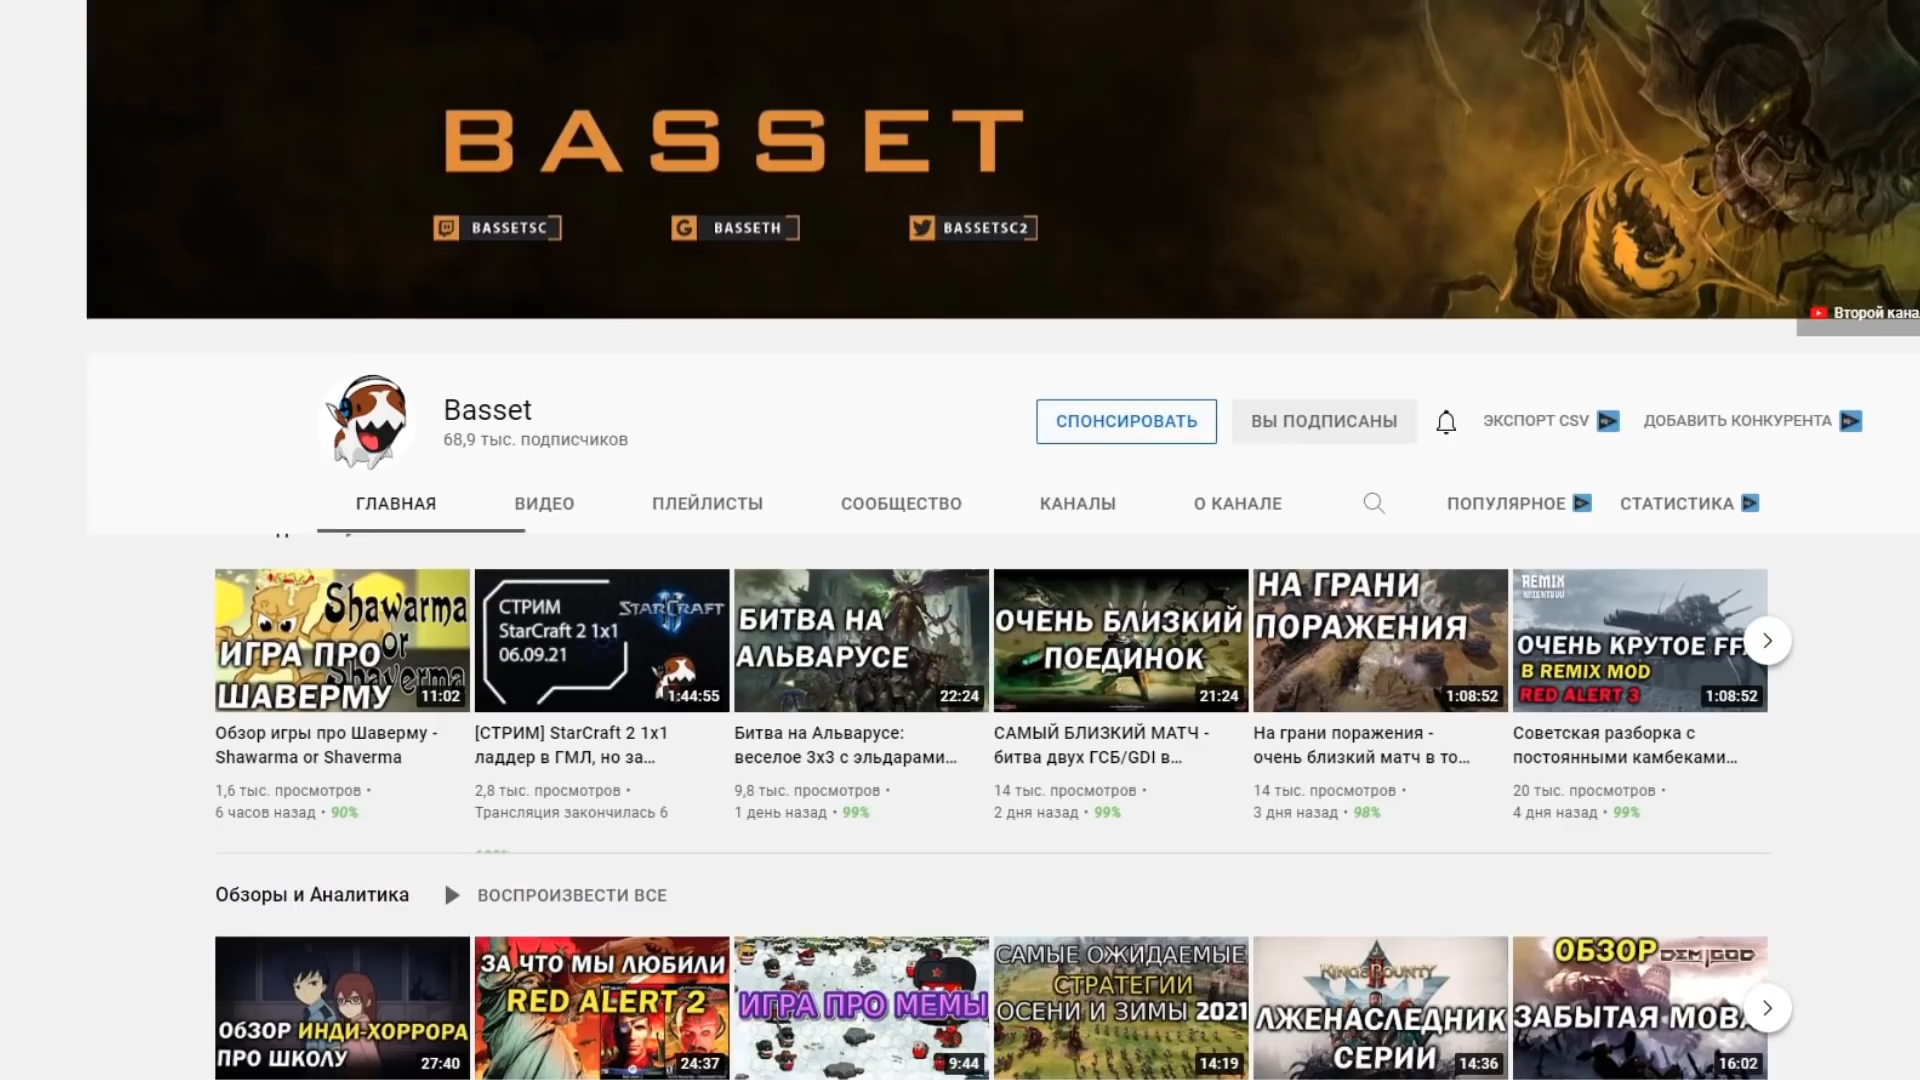 BASSET
BASSETSC
BASSETH
BASSETSC2
Второй кана
Basset
68,9 тыс. подписчиков
СПОНСИРОВАТЬ
ВЫ ПОДПИСАНЫ
ЭКСПОРТ CSV
ДОБАВИТЬ КОНКУРЕНТА
ГЛАВНАЯ
ВИДЕО
ПЛЕЙЛИСТЫ
СООБЩЕСТВО
КАНАЛЫ
О КАНАЛЕ
ПОПУЛЯРНОЕ
СТАТИСТИКА
Shawarma
or
Shaverma
ИГРА ПРО
ШАВЕРМУ
11:02
СТРИМ
StarCraft 2 1x1
06.09.21
STARCRAFT
II
1:44:55
БИТВА НА
АЛЬВАРУСЕ
22:24
ОЧЕНЬ БЛИЗКИЙ
ПОЕДИНОК
21:24
НА ГРАНИ
ПОРАЖЕНИЯ
1:08:52
REMIX
ОЧЕНЬ КРУТОЕ FF
В REMIX MOD
RED ALERT 3
1:08:52
Обзор игры про Шаверму -
Shawarma or Shaverma
1,6 тыс. просмотров •
6 часов назад • 90%
[СТРИМ] StarCraft 2 1x1
ладдер в ГМЛ, но за...
2,8 тыс. просмотров •
Трансляция закончилась 6
Битва на Альварусе:
веселое 3х3 с эльдарами...
9,8 тыс. просмотров •
1 день назад • 99%
САМЫЙ БЛИЗКИЙ МАТЧ -
битва двух ГСБ/GDI в...
14 тыс. просмотров •
2 дня назад • 99%
На грани поражения -
очень близкий матч в то...
14 тыс. просмотров •
3 дня назад • 98%
Советская разборка с
постоянными камбеками...
20 тыс. просмотров •
4 дня назад • 99%
Обзоры и Аналитика
ВОСПРОИЗВЕСТИ ВСЕ
ОБЗОР ИНДИ-ХОРРОРА
ПРО ШКОЛУ
27:40
ЗА ЧТО МЫ ЛЮБИЛИ
RED ALERT 2
24:37
ИГРА ПРО МЕМЫ
9:44
САМЫЕ ОЖИДАЕМЫЕ
СТРАТЕГИИ
ОСЕНИ И ЗИМЫ 2021
14:19
KING'S BOUNTY
ЛЖЕНАСЛЕДНИК
СЕРИИ
14:36
ОБЗОР DEMIGOD
ЗАБЫТАЯ МОВА
16:02